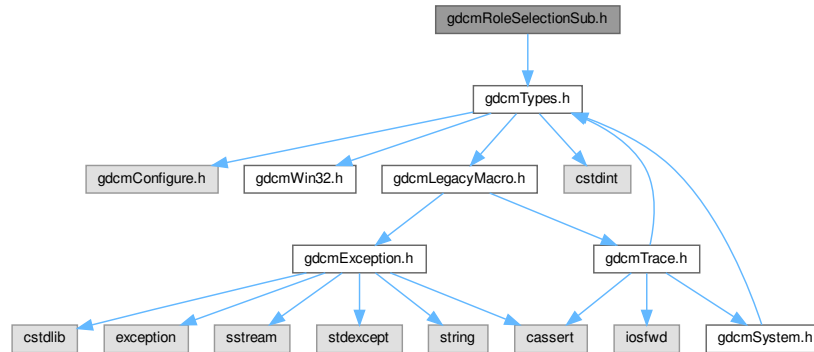 gdcmRoleSelectionSub.h
gdcmTypes.h
gdcmConfigure.h
gdcmWin32.h
gdcmLegacyMacro.h
cstdint
gdcmException.h
gdcmTrace.h
cstdlib
exception
sstream
stdexcept
string
cassert
iosfwd
gdcmSystem.h